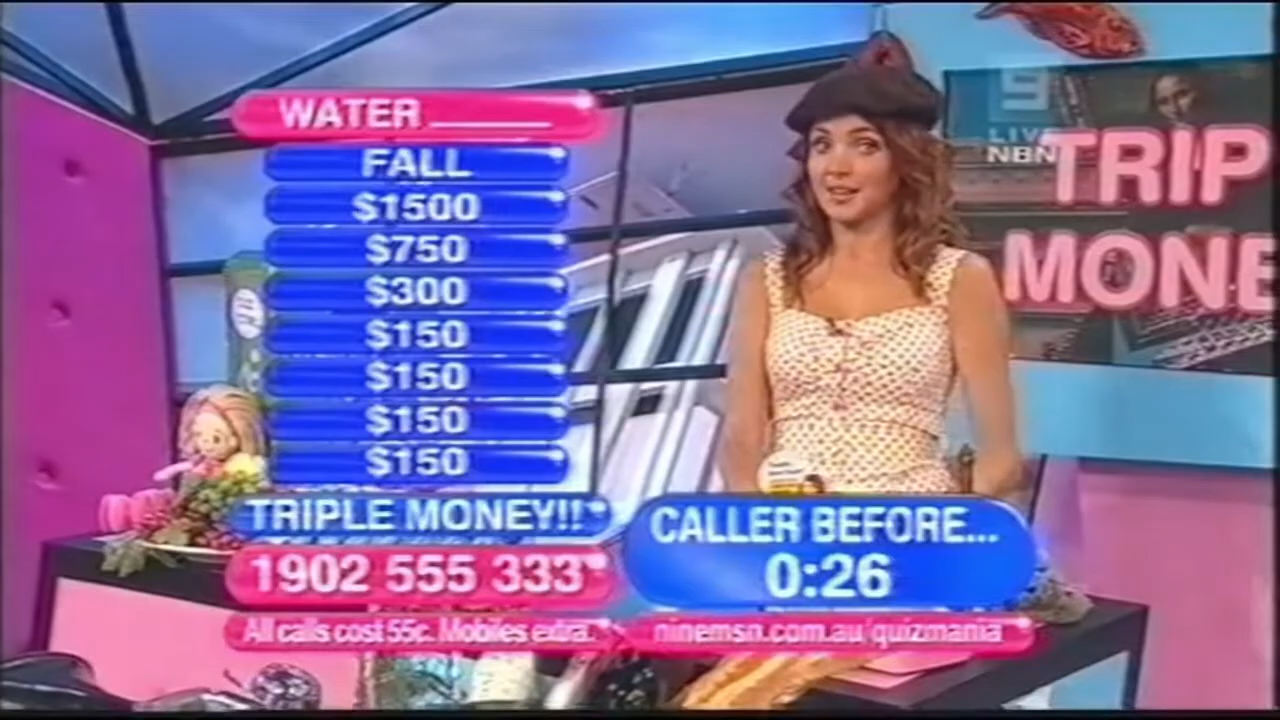 WATER ______
FALL
$1500
$750
$300
$150
$150
$150
$150
TRIPLE MONEY!!*
1902 555 333*
All calls cost 55c. Mobiles extra.
CALLER BEFORE...
0:26
ninemsn.com.au/quizmania
9
LIVE
NBN
TRIP
MONE